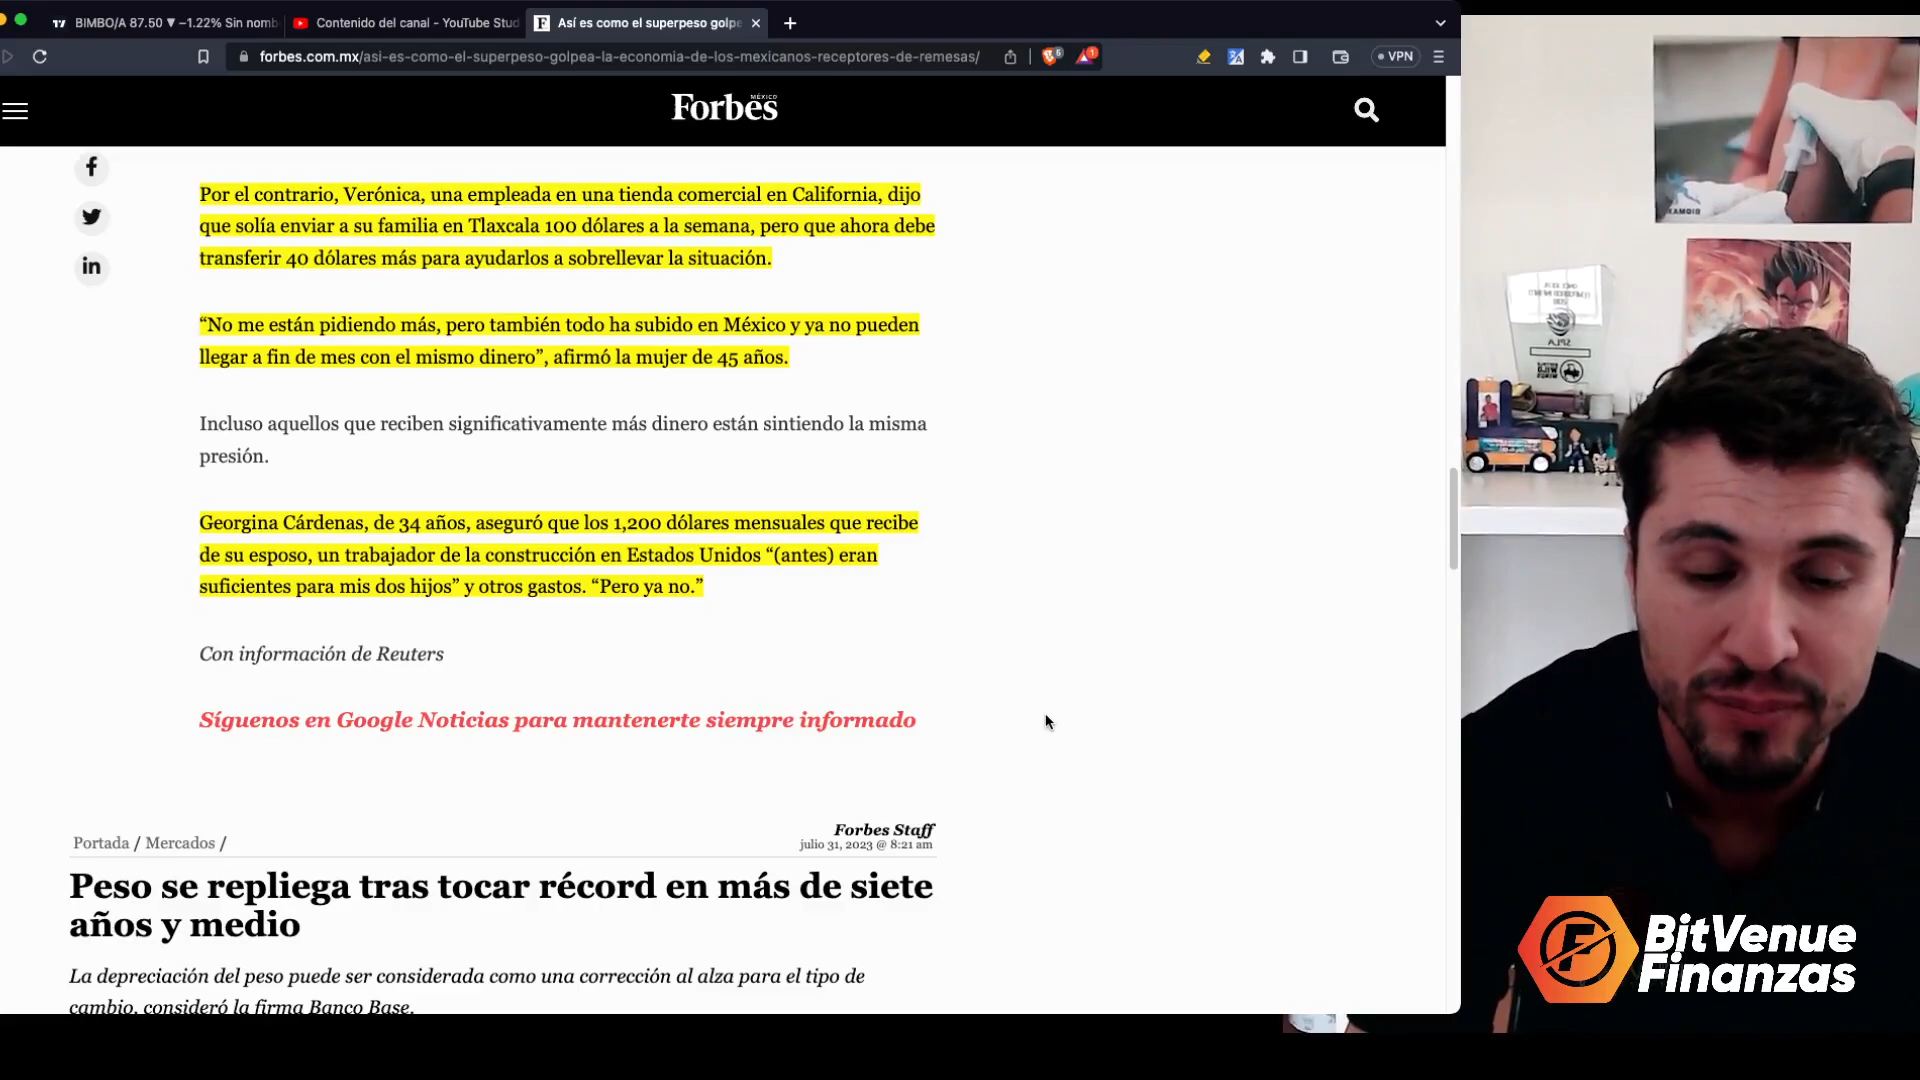 BIMBO/A 87.50 ▼ −1.22% Sin nomb
Contenido del canal - YouTube Stud
Así es como el superpeso golpe
forbes.com.mx/asi-es-como-el-superpeso-golpea-la-economia-de-los-mexicanos-receptores-de-remesas/
VPN
Forbes
MÉXICO
Por el contrario, Verónica, una empleada en una tienda comercial en California, dijo
que solía enviar a su familia en Tlaxcala 100 dólares a la semana, pero que ahora debe
transferir 40 dólares más para ayudarlos a sobrellevar la situación.
“No me están pidiendo más, pero también todo ha subido en México y ya no pueden
llegar a fin de mes con el mismo dinero”, afirmó la mujer de 45 años.
Incluso aquellos que reciben significativamente más dinero están sintiendo la misma
presión.
Georgina Cárdenas, de 34 años, aseguró que los 1,200 dólares mensuales que recibe
de su esposo, un trabajador de la construcción en Estados Unidos “(antes) eran
suficientes para mis dos hijos” y otros gastos. “Pero ya no.”
Con información de Reuters
Síguenos en Google Noticias para mantenerte siempre informado
Forbes Staff
Portada / Mercados /
julio 31, 2023 @ 8:21 am
Peso se repliega tras tocar récord en más de siete
años y medio
La depreciación del peso puede ser considerada como una corrección al alza para el tipo de
cambio, consideró la firma Banco Base.
BitVenue
Finanzas